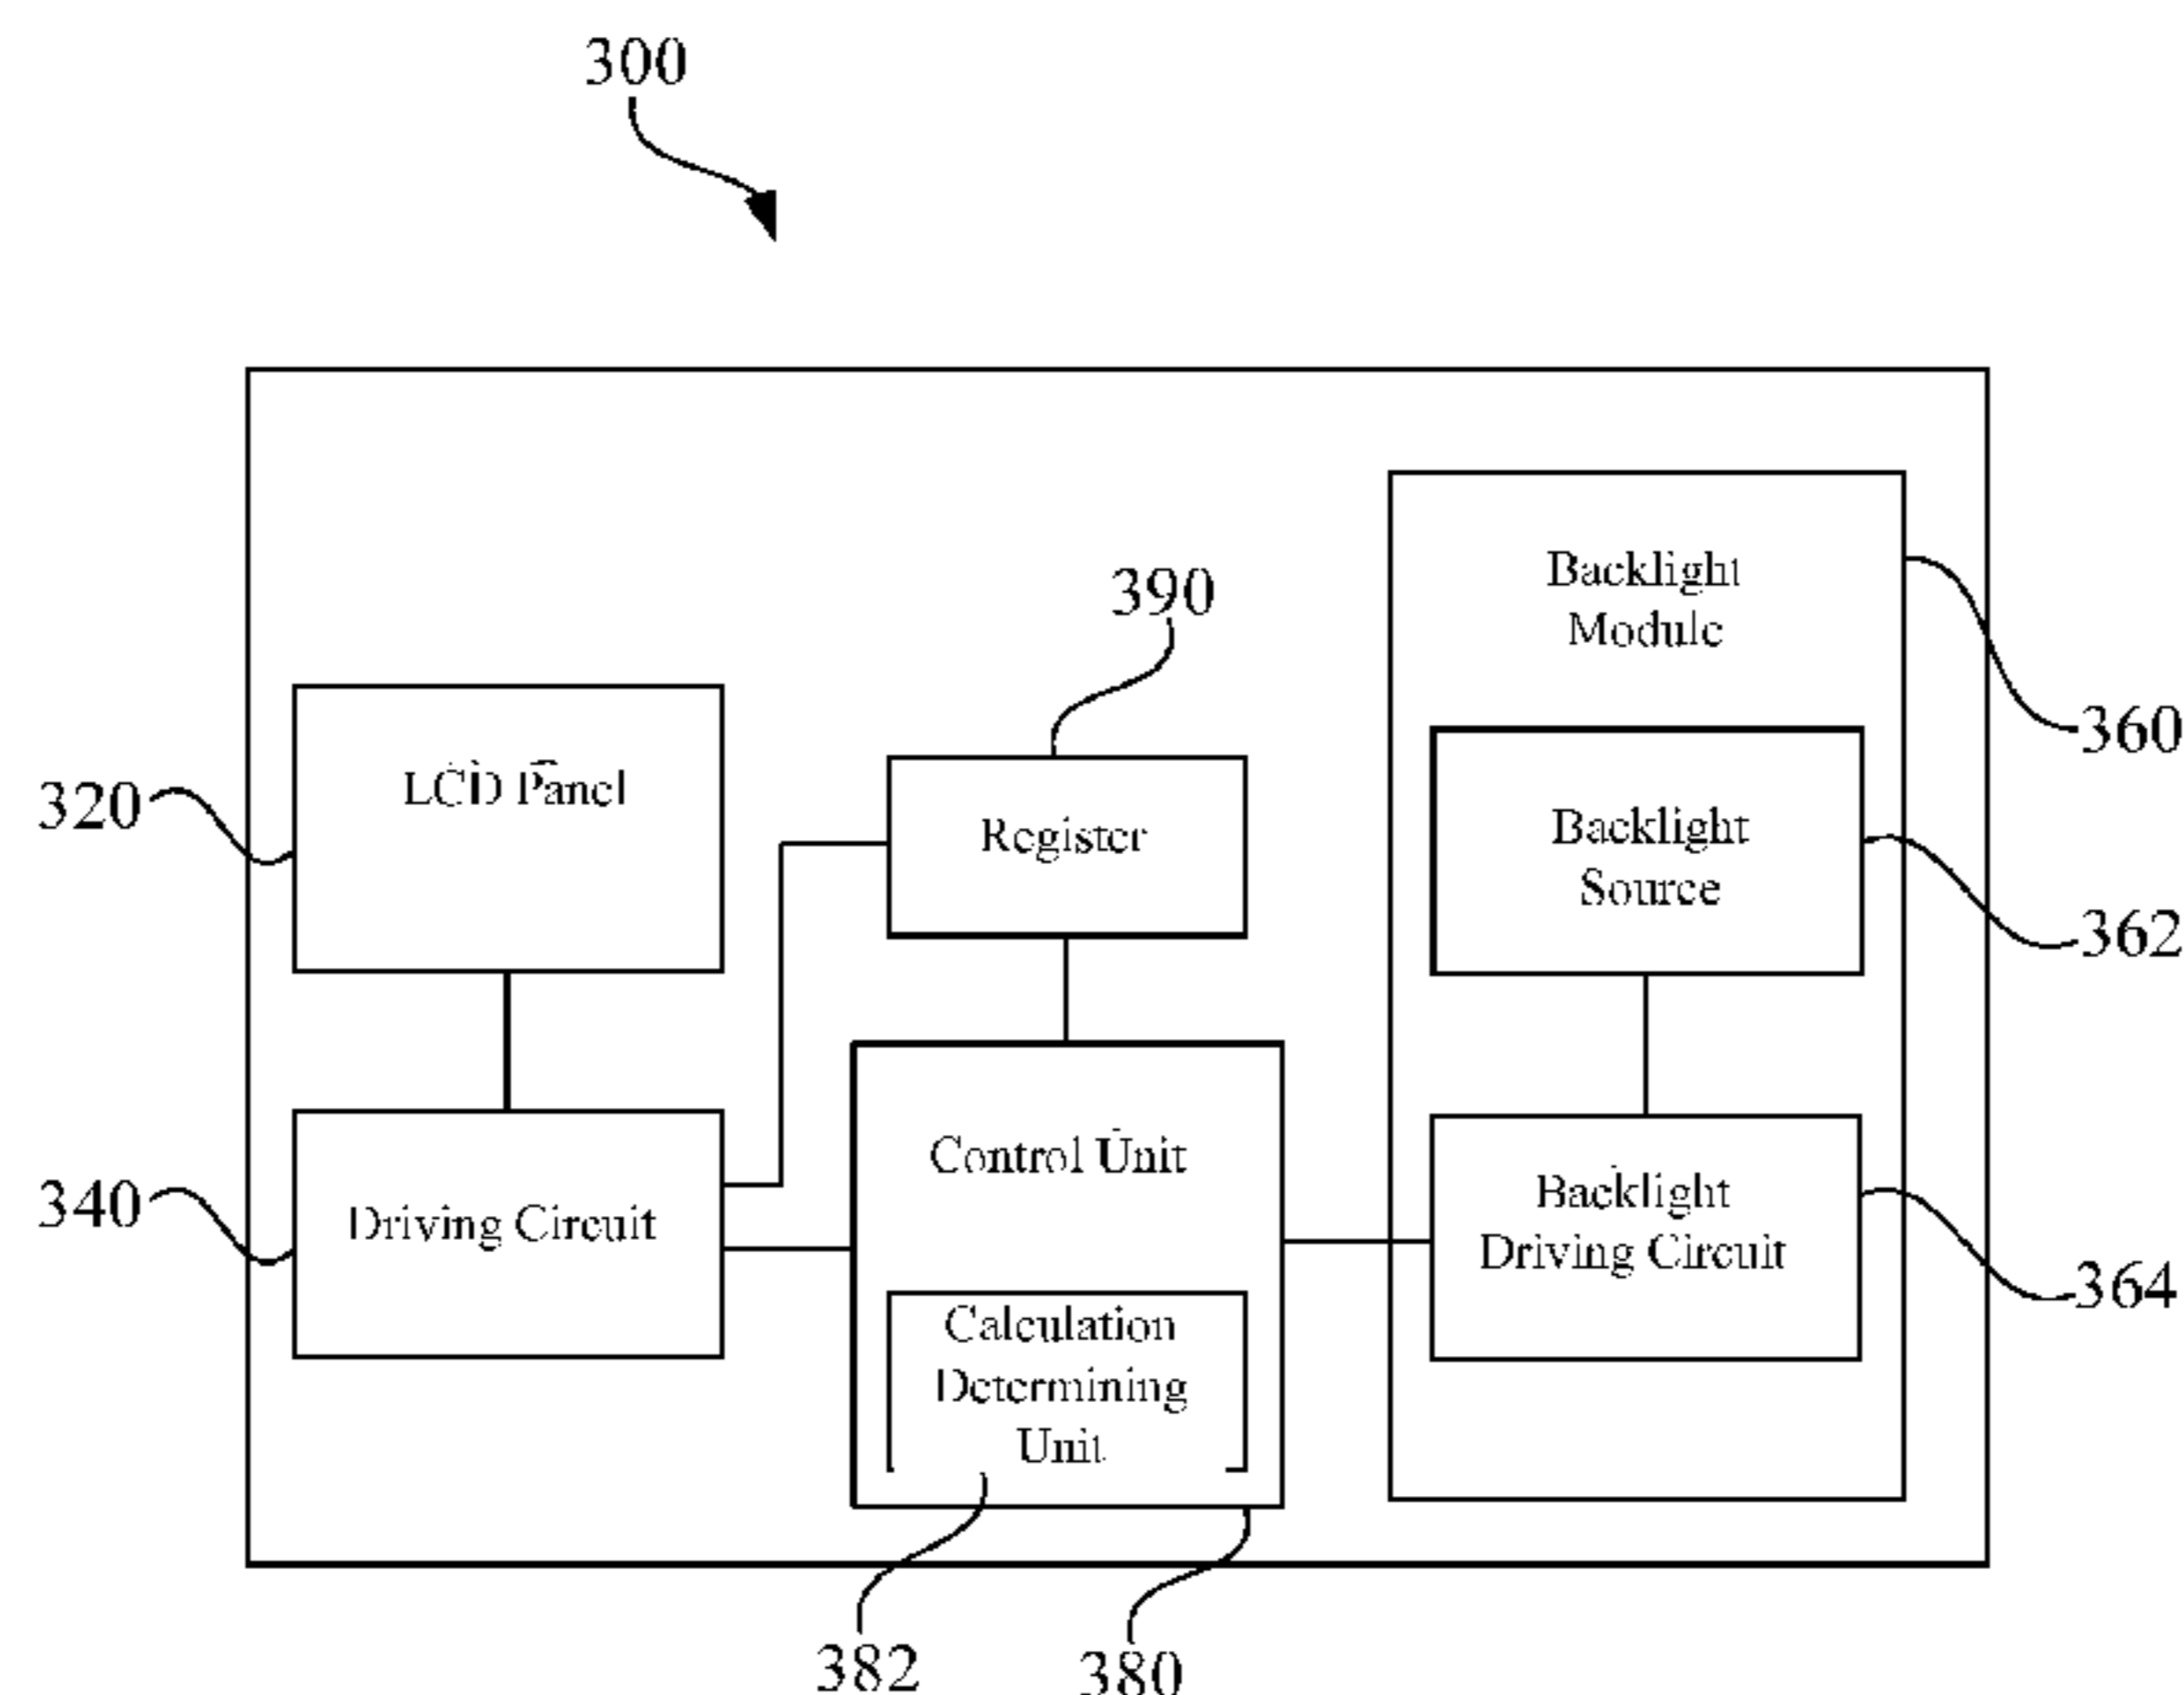 300
390
Backlight
Module
360
320
LCD Panel
Register
Backlight
Source
362
340
Driving Circuit
Control Unit
Backlight
Driving Circuit
364
Calculation
Determining
Unit
382
380